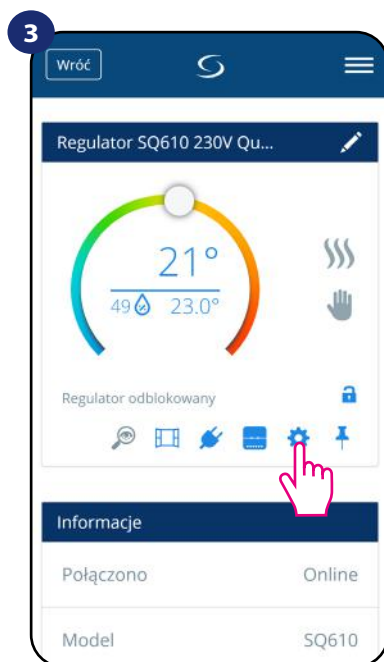 3
Wróć
Regulator SQ610 230V Qu...
21°
49 23.0°
Regulator odblokowany
Informacje
Połączono Online
Model SQ610